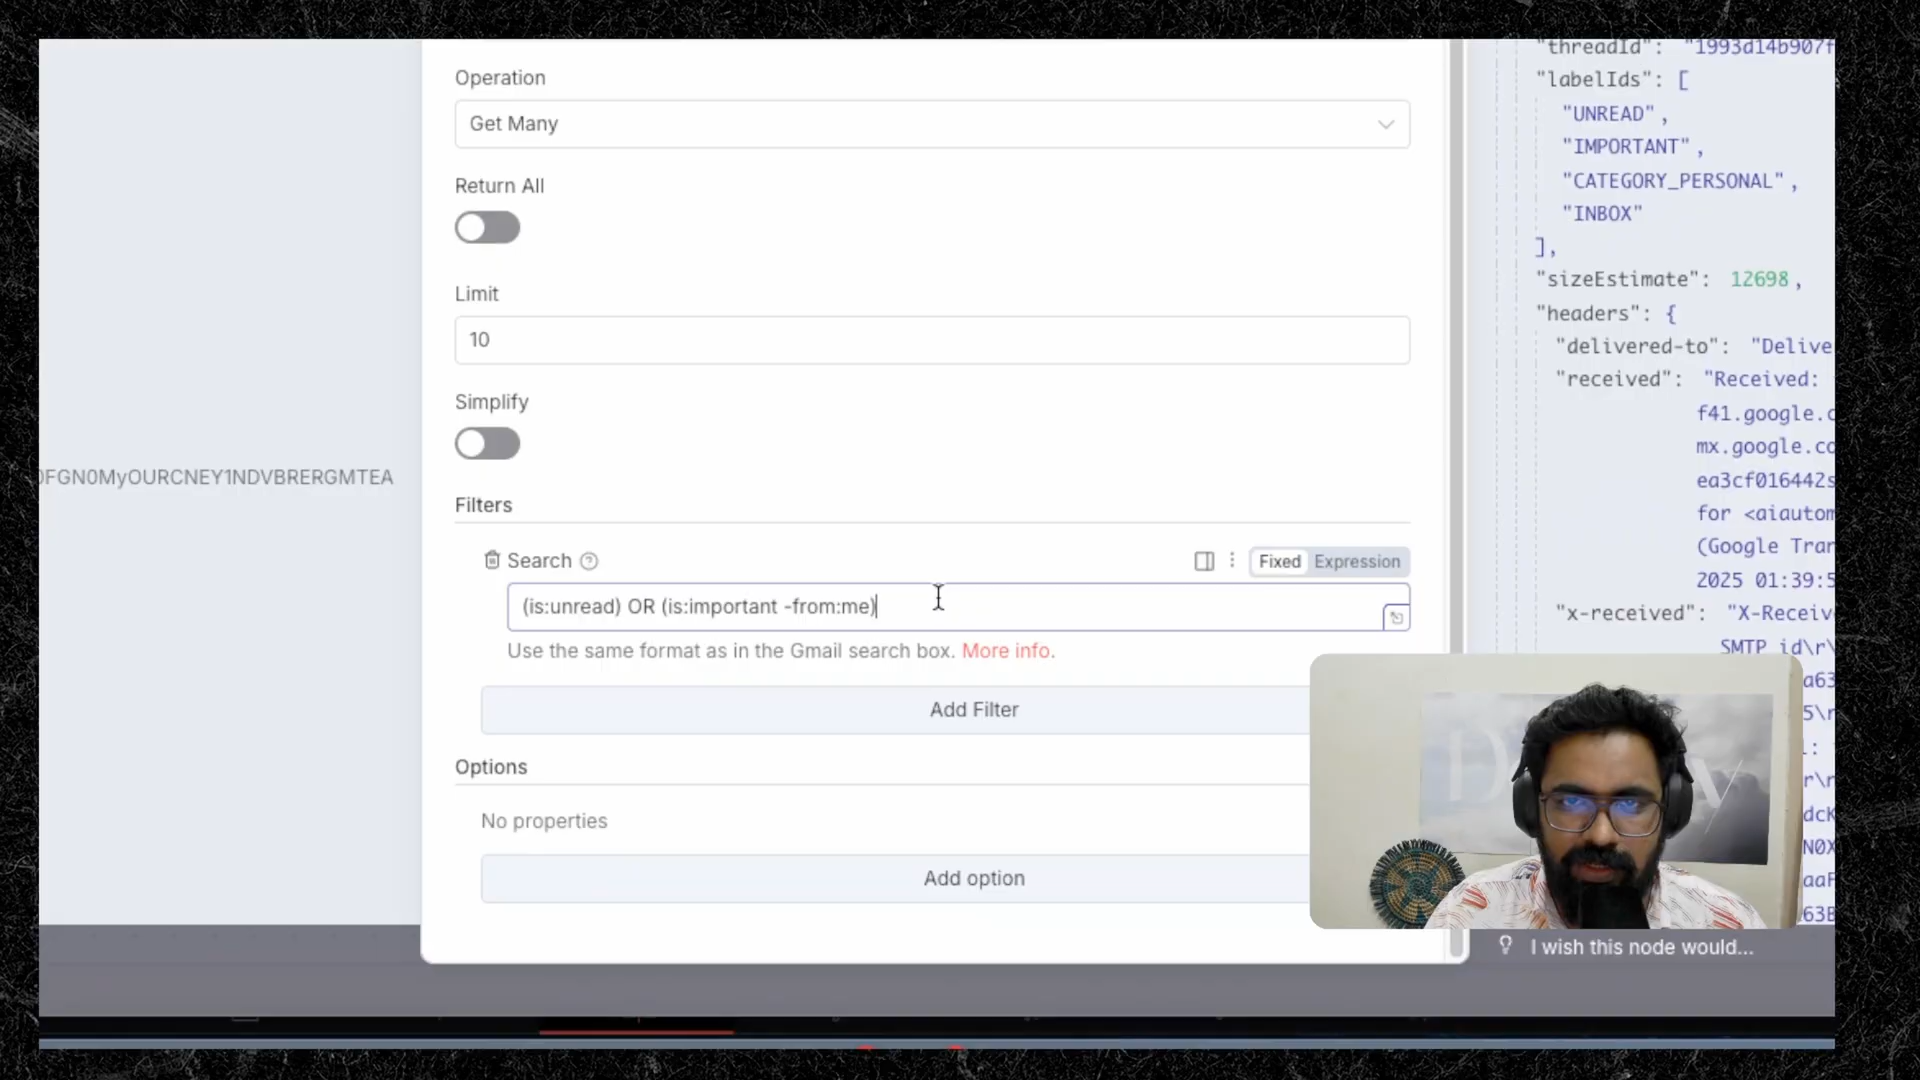 Operation
Get Many
Return All
Limit
10
Simplify
0FGN0MyOURCNEY1NDVBRERGMTEA
Filters
Search
Fixed Expression
(is:unread) OR (is:important -from:me)
Use the same format as in the Gmail search box. More info.
Add Filter
Options
No properties
Add option
"threadId": "1993d14b907f
"labelIds": [
"UNREAD",
"IMPORTANT",
"CATEGORY_PERSONAL",
"INBOX"
],
"sizeEstimate": 12698,
"headers": {
"delivered-to": "Delive
"received": "Received:
f41.google.c
mx.google.co
ea3cf016442s
for <aiautom
(Google Tran
2025 01:39:5
"x-received": "X-Receiv
SMTP id\r\
a63
5\r
I wish this node would...